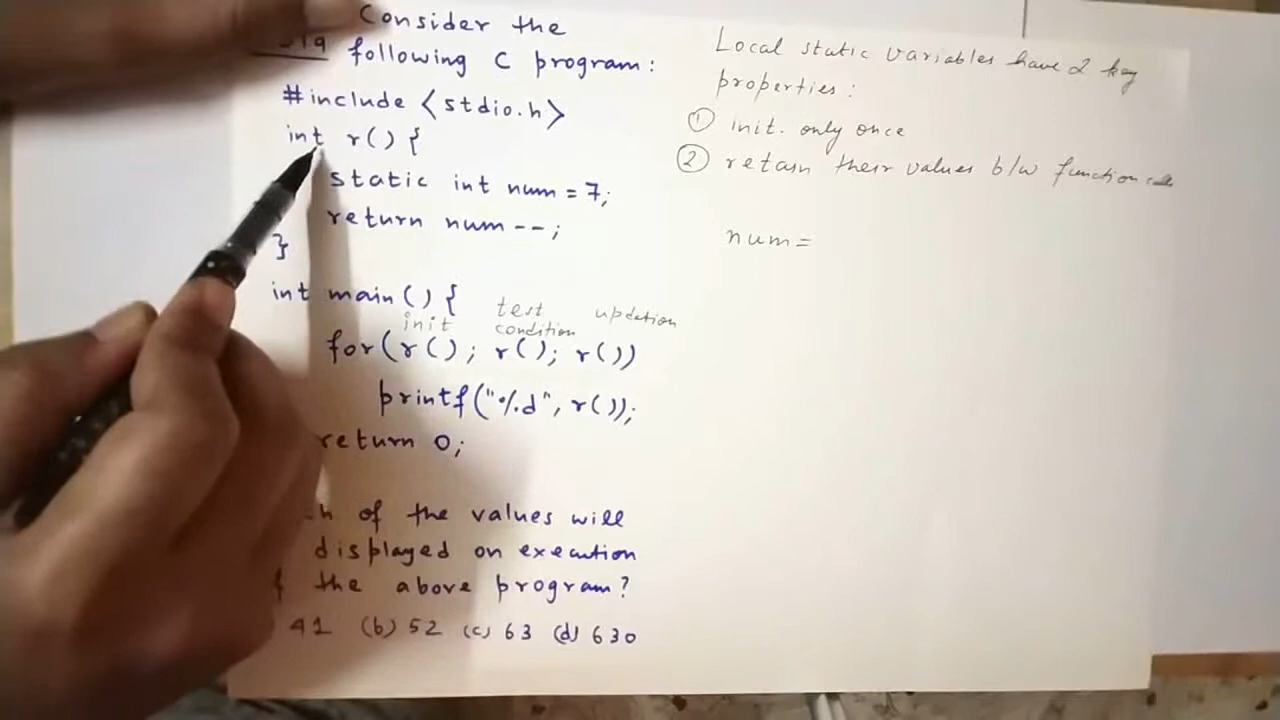 Consider the
following C program:
#include <stdio.h>
int r() {
static int num = 7;
return num--;
}
int main() {
init test condition updation
for(r(); r(); r())
printf("%d", r());
return 0;
of the values will
displayed on execution
the above program?
41 (b) 52 (c) 63 (d) 630
Local static variables have 2 key
properties:
① init. only once
② retain their values b/w function calls
num=